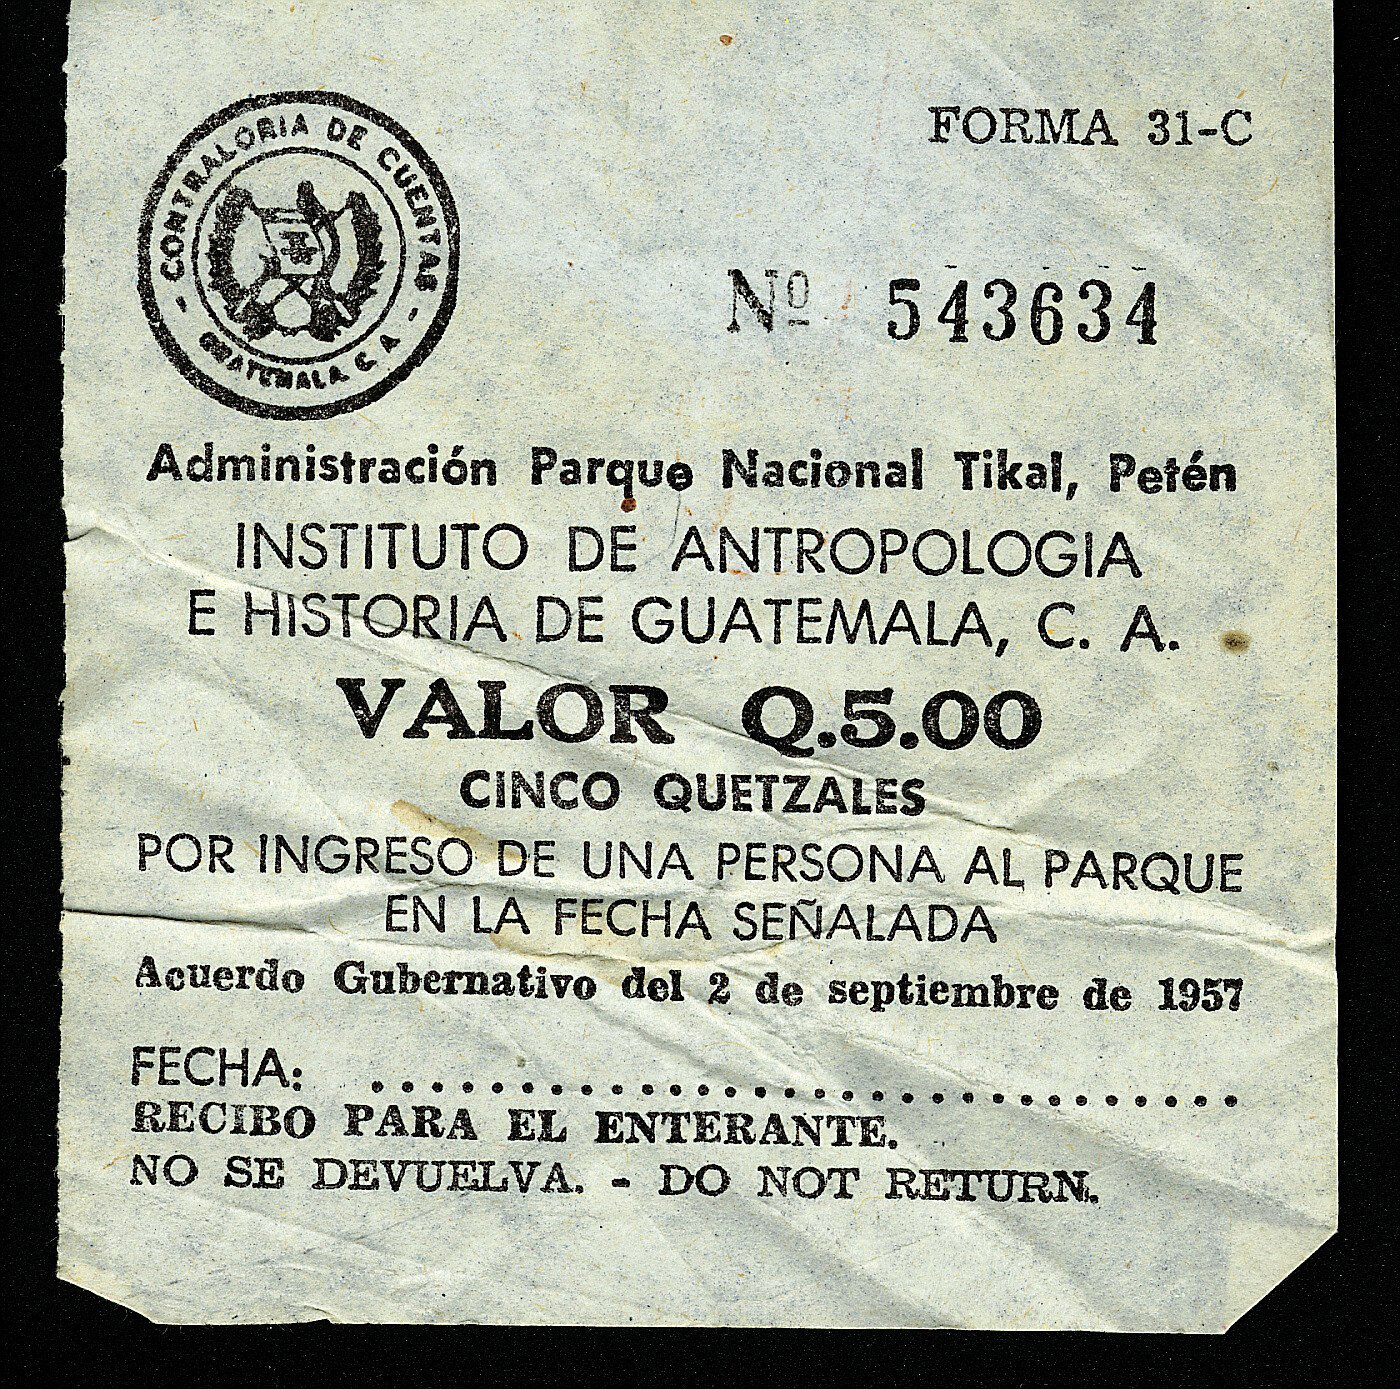 CONTRALORIA DE CUENTAS
- GUATEMALA, C. A. -
FORMA 31-C
Nº 543634
Administración Parque Nacional Tikal, Petén
INSTITUTO DE ANTROPOLOGIA
E HISTORIA DE GUATEMALA, C. A.
VALOR Q.5.00
CINCO QUETZALES
POR INGRESO DE UNA PERSONA AL PARQUE
EN LA FECHA SEÑALADA
Acuerdo Gubernativo del 2 de septiembre de 1957
FECHA: ..............................
RECIBO PARA EL ENTERANTE.
NO SE DEVUELVA. - DO NOT RETURN.